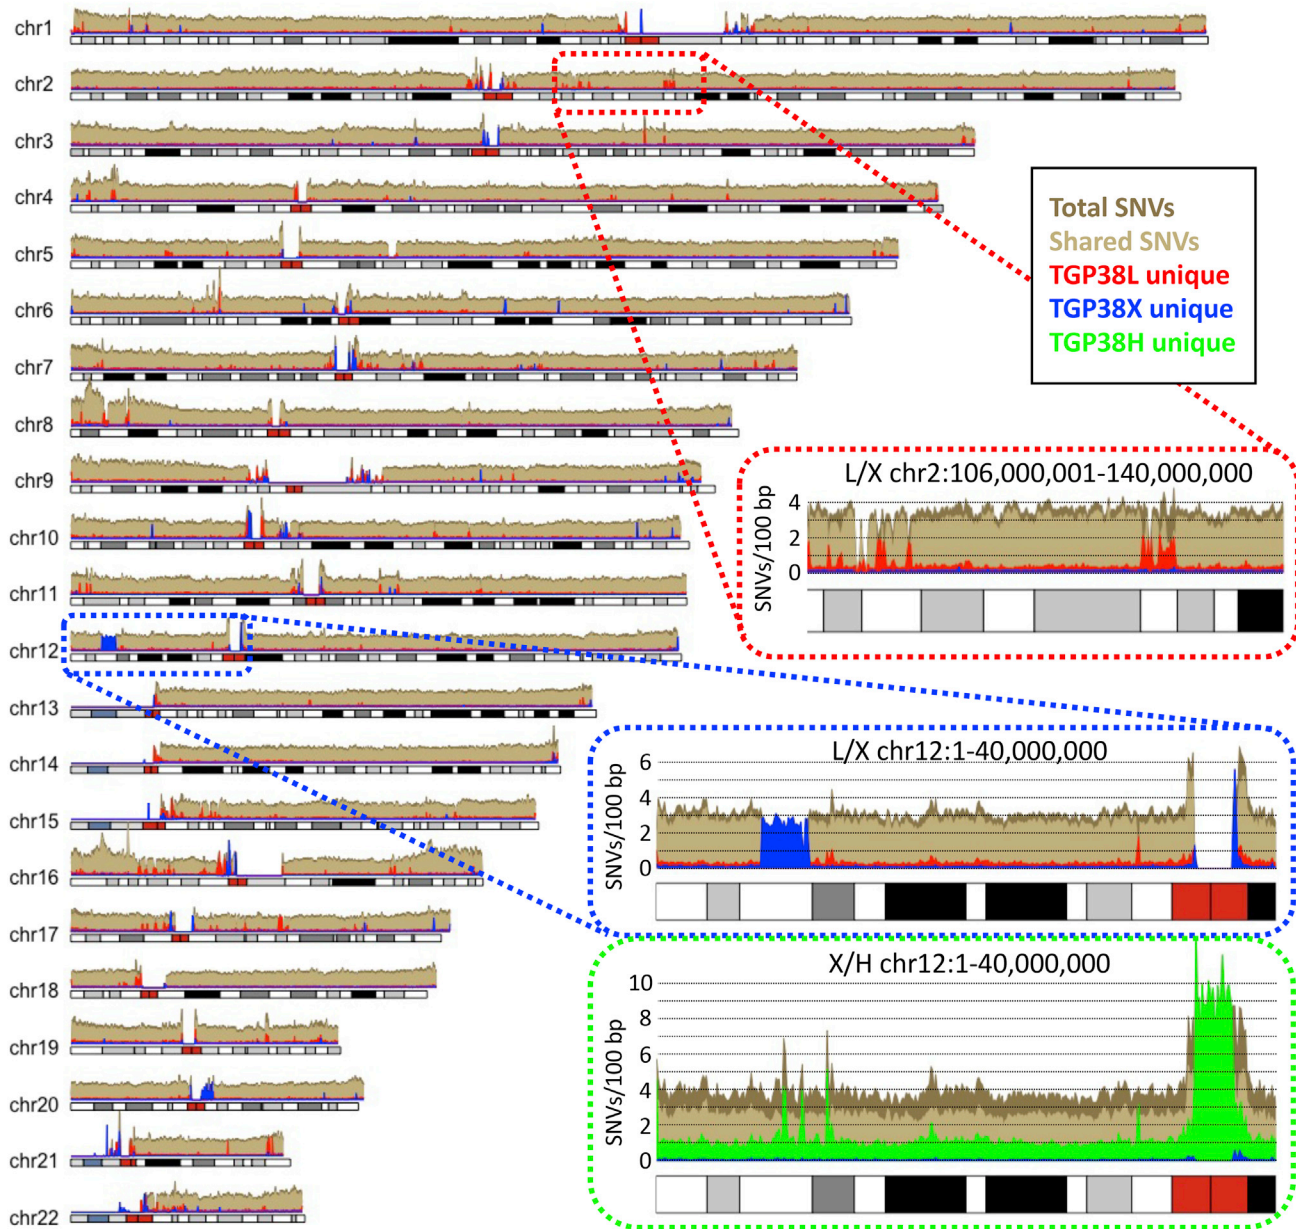 chr1
chr2
chr3
chr4
chr5
chr6
chr7
chr8
chr9
chr10
chr11
chr12
chr13
chr14
chr15
chr16
chr17
chr18
chr19
chr20
chr21
chr22
Total SNVs
Shared SNVs
TGP38L unique
TGP38X unique
TGP38H unique
L/X chr2:106,000,001-140,000,000
SNVs/100 bp
4
2
0
L/X chr12:1-40,000,000
SNVs/100 bp
6
4
2
0
X/H chr12:1-40,000,000
SNVs/100 bp
10
8
6
4
2
0